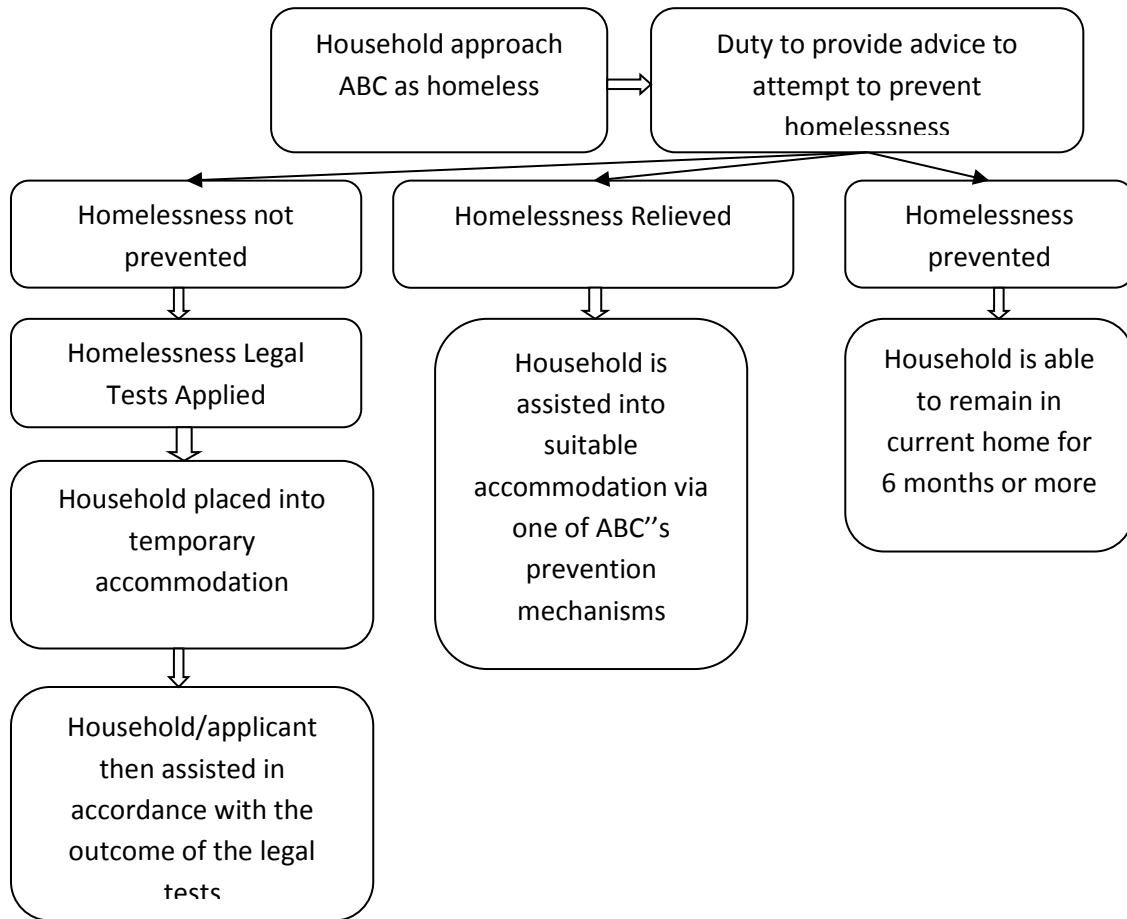 Household approach
ABC as homeless
Duty to provide advice to
attempt to prevent
homelessness
Homelessness not
prevented
Homelessness Relieved
Homelessness
prevented
Homelessness Legal
Tests Applied
Household is
assisted into
suitable
accommodation via
one of ABC’’s
prevention
mechanisms
Household is able
to remain in
current home for
6 months or more
Household placed into
temporary
accommodation
Household/applicant
then assisted in
accordance with the
outcome of the legal
tests